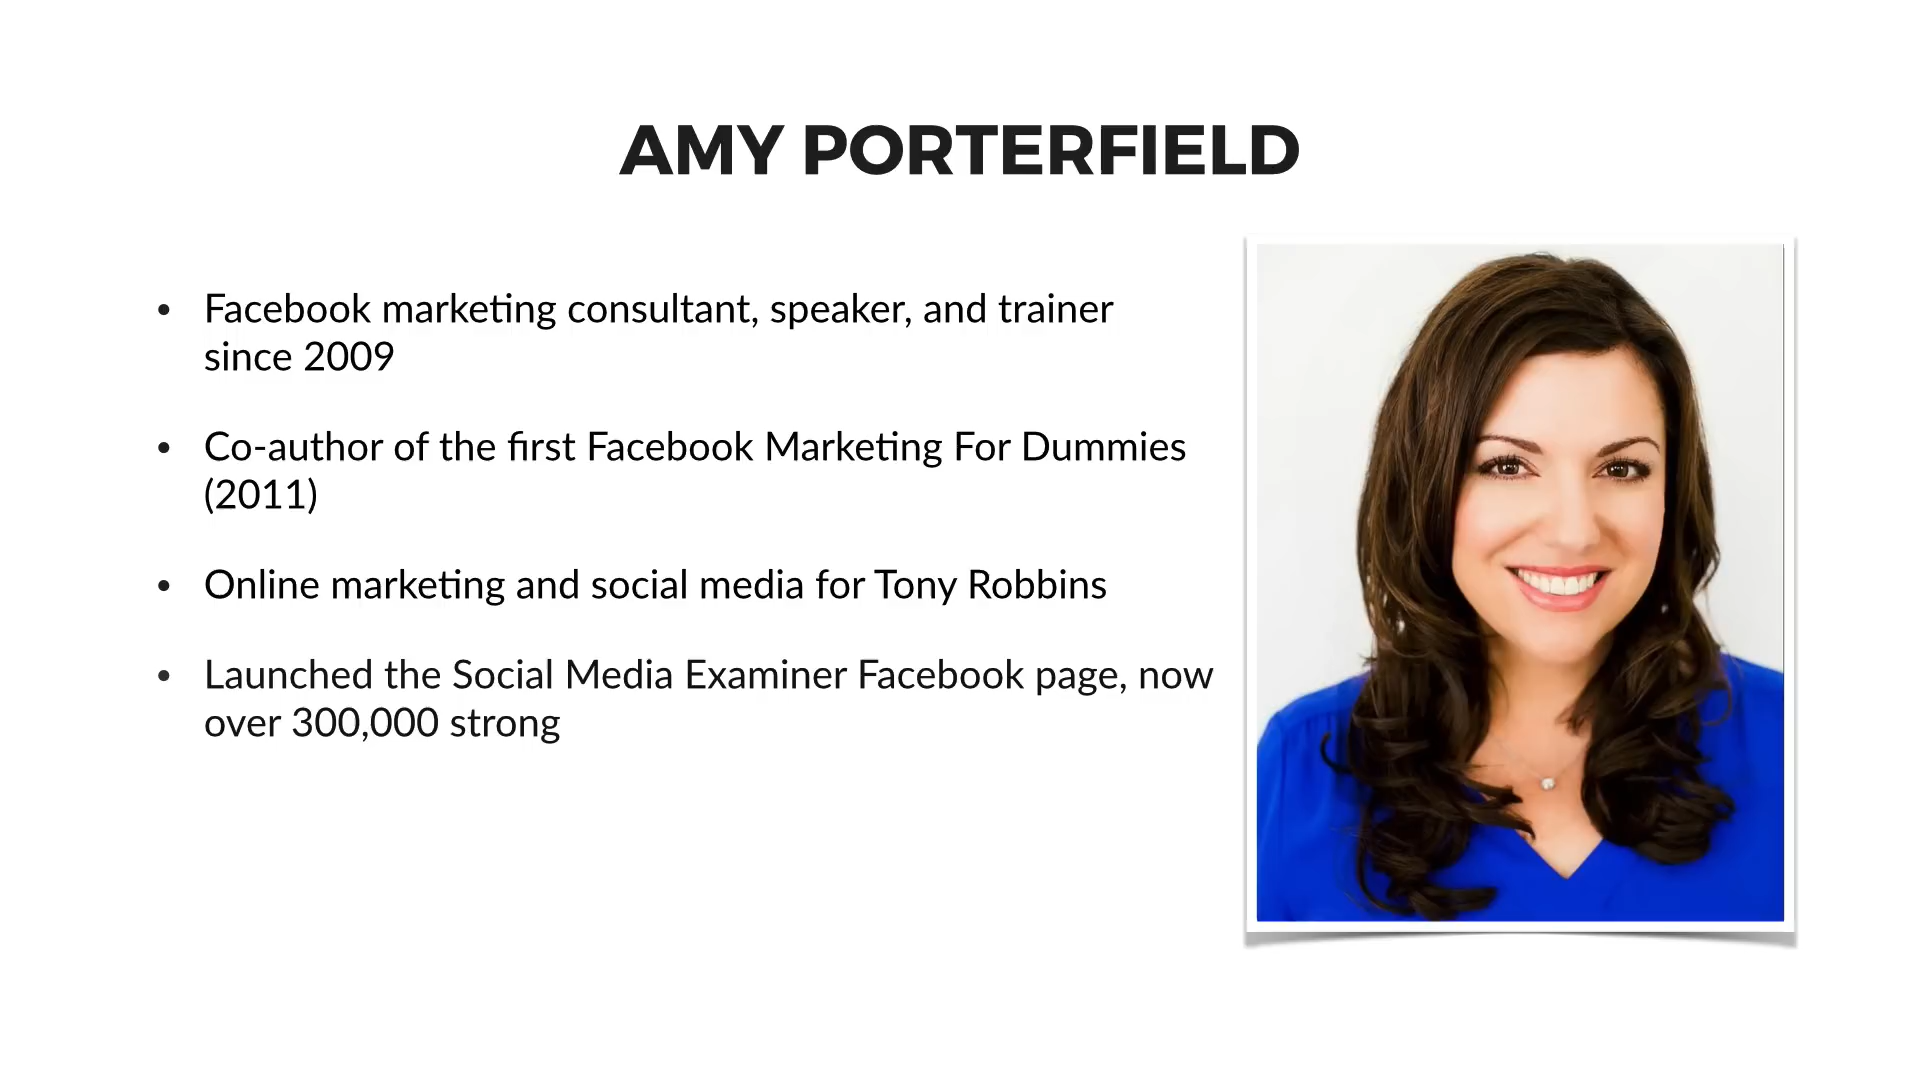 AMY PORTERFIELD
• Facebook marketing consultant, speaker, and trainer
since 2009
• Co-author of the first Facebook Marketing For Dummies
(2011)
• Online marketing and social media for Tony Robbins
• Launched the Social Media Examiner Facebook page, now
over 300,000 strong